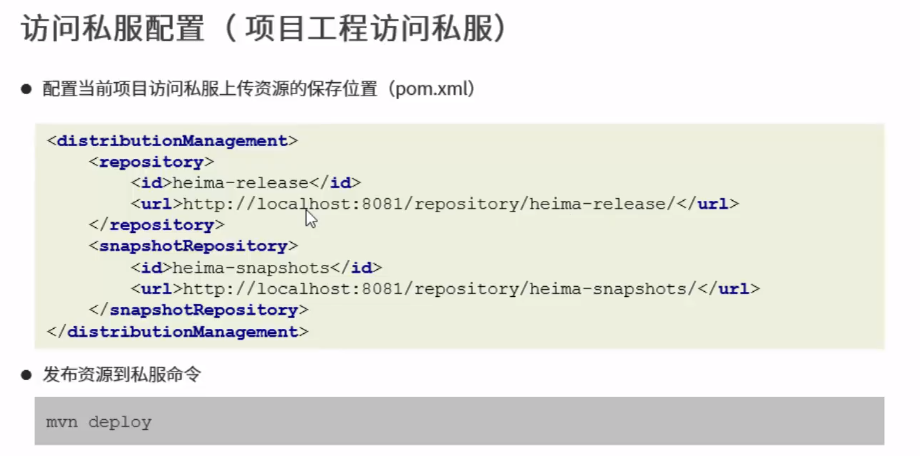 访问私服配置（项目工程访问私服）
● 配置当前项目访问私服上传资源的保存位置（pom.xml）
<distributionManagement>
    <repository>
        <id>heima-release</id>
        <url>http://localhost:8081/repository/heima-release/</url>
    </repository>
    <snapshotRepository>
        <id>heima-snapshots</id>
        <url>http://localhost:8081/repository/heima-snapshots/</url>
    </snapshotRepository>
</distributionManagement>
● 发布资源到私服命令
mvn deploy